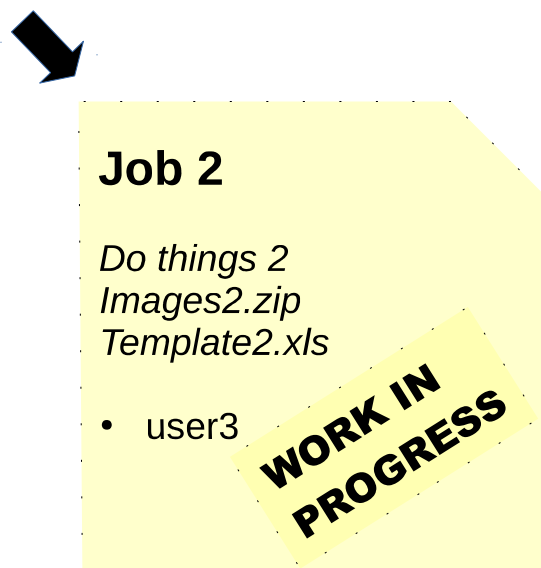 Job 2
Do things 2
Images2.zip
Template2.xls
• user3
WORK IN
PROGRESS